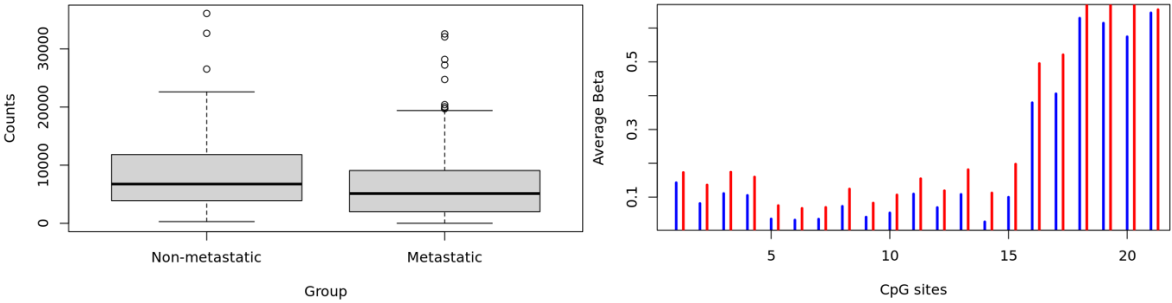 Counts
30000
20000
10000
0
Non-metastatic
Metastatic
Group
Average Beta
0.5
0.3
0.1
5
10
15
20
CpG sites